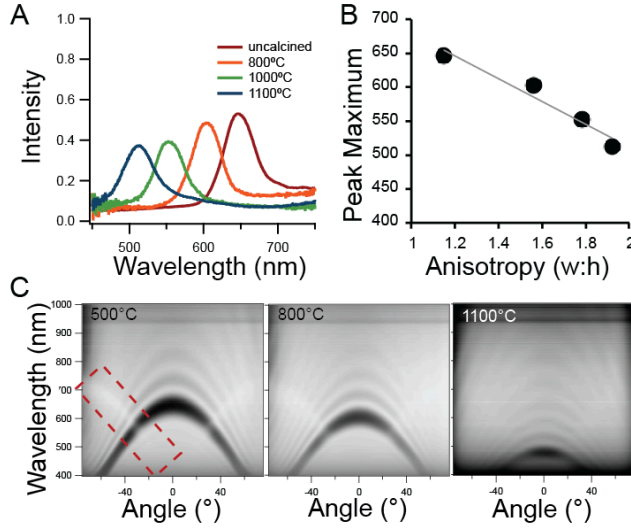 A
Intensity
1.0
0.8
0.6
0.4
0.2
0.0
uncalcined
800ºC
1000ºC
1100ºC
500
600
700
Wavelength (nm)
B
Peak Maximum
700
650
600
550
500
450
400
1
1.2
1.4
1.6
1.8
2
Anisotropy (w:h)
C
Wavelength (nm)
1000
900
800
700
600
500
400
500°C
800°C
1100°C
-40
0
40
-40
0
40
-40
0
40
Angle (°)
Angle (°)
Angle (°)